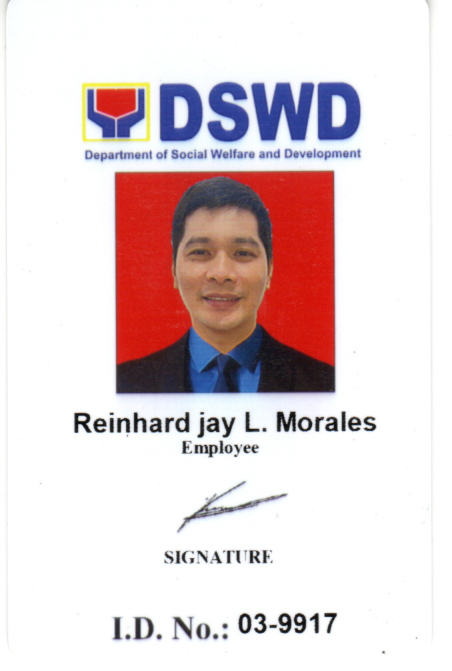 DSWD
Department of Social Welfare and Development
Reinhard jay L. Morales
Employee
SIGNATURE
I.D. No.: 03-9917